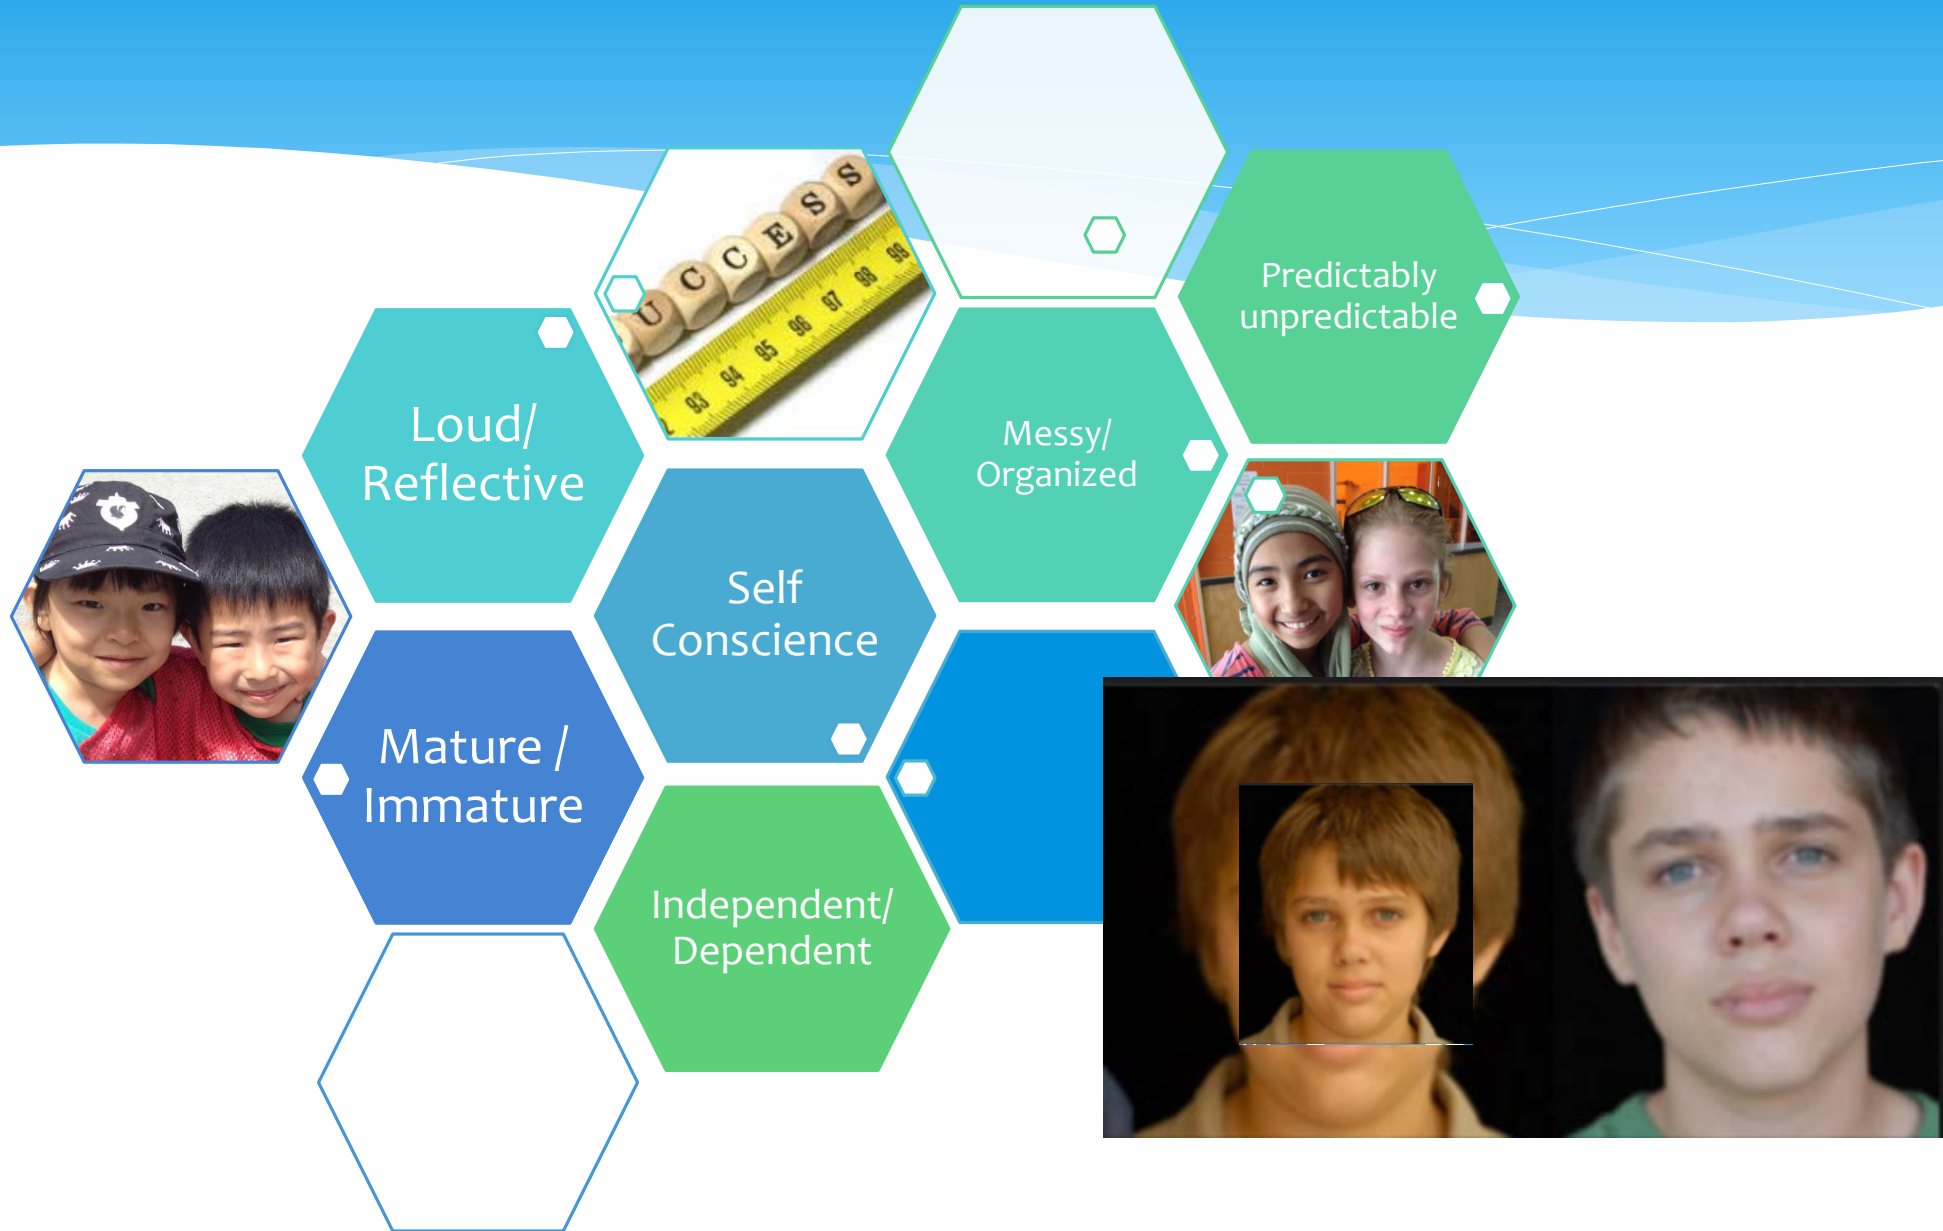 UCCESS
93 94 95 96 97 98 99
Predictably
unpredictable
Loud/
Reflective
Messy/
Organized
Self
Conscience
Mature /
Immature
Independent/
Dependent